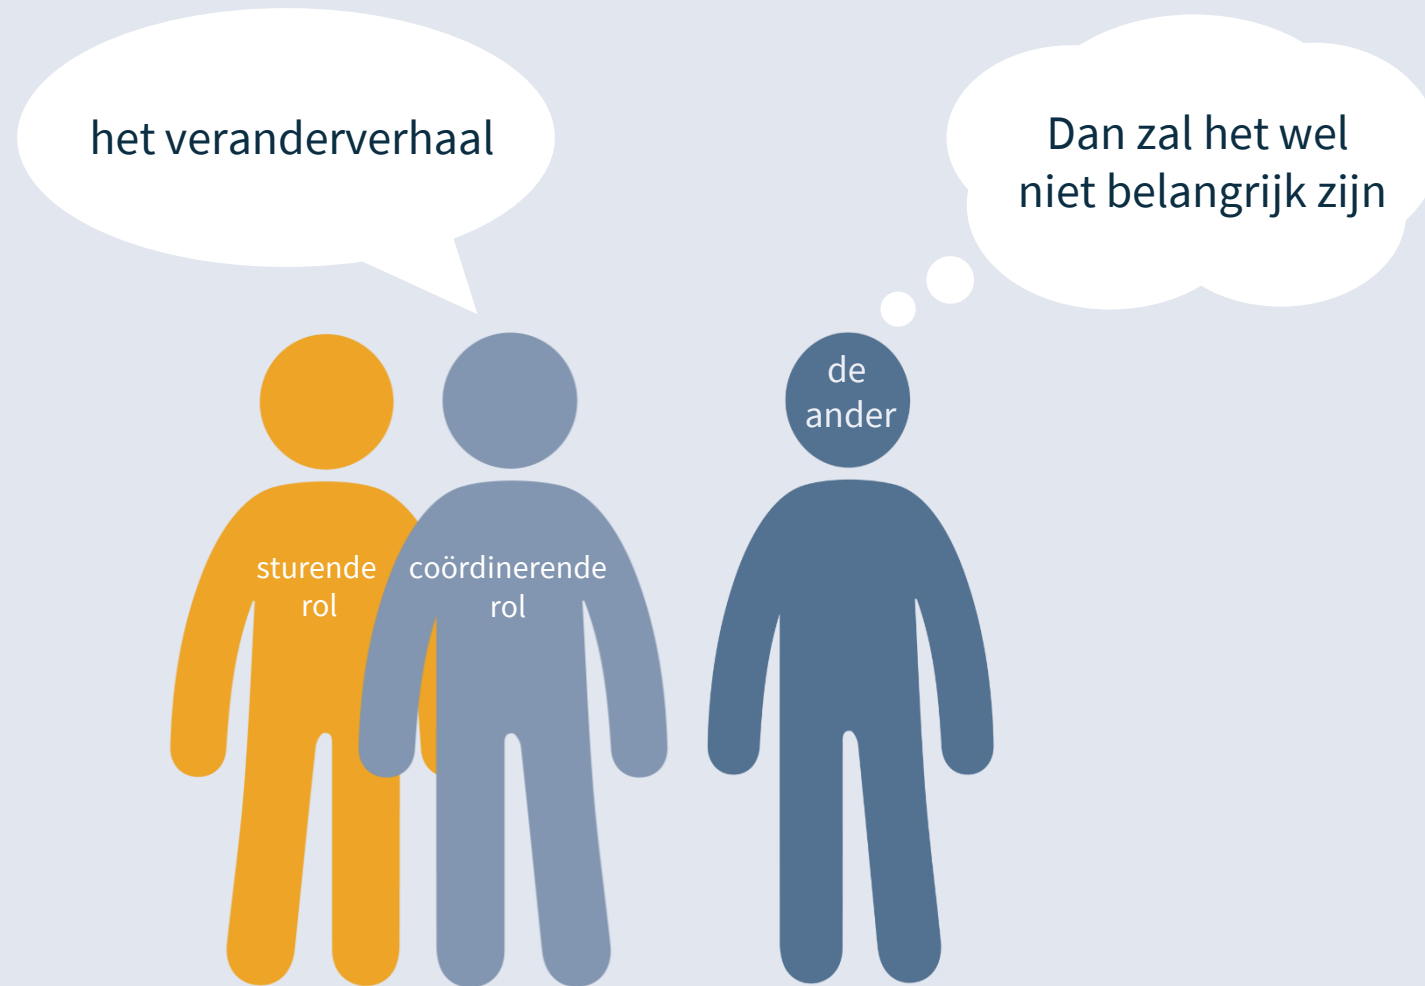 het veranderverhaal
Dan zal het wel
niet belangrijk zijn
de
ander
sturende
rol
coördinerende
rol